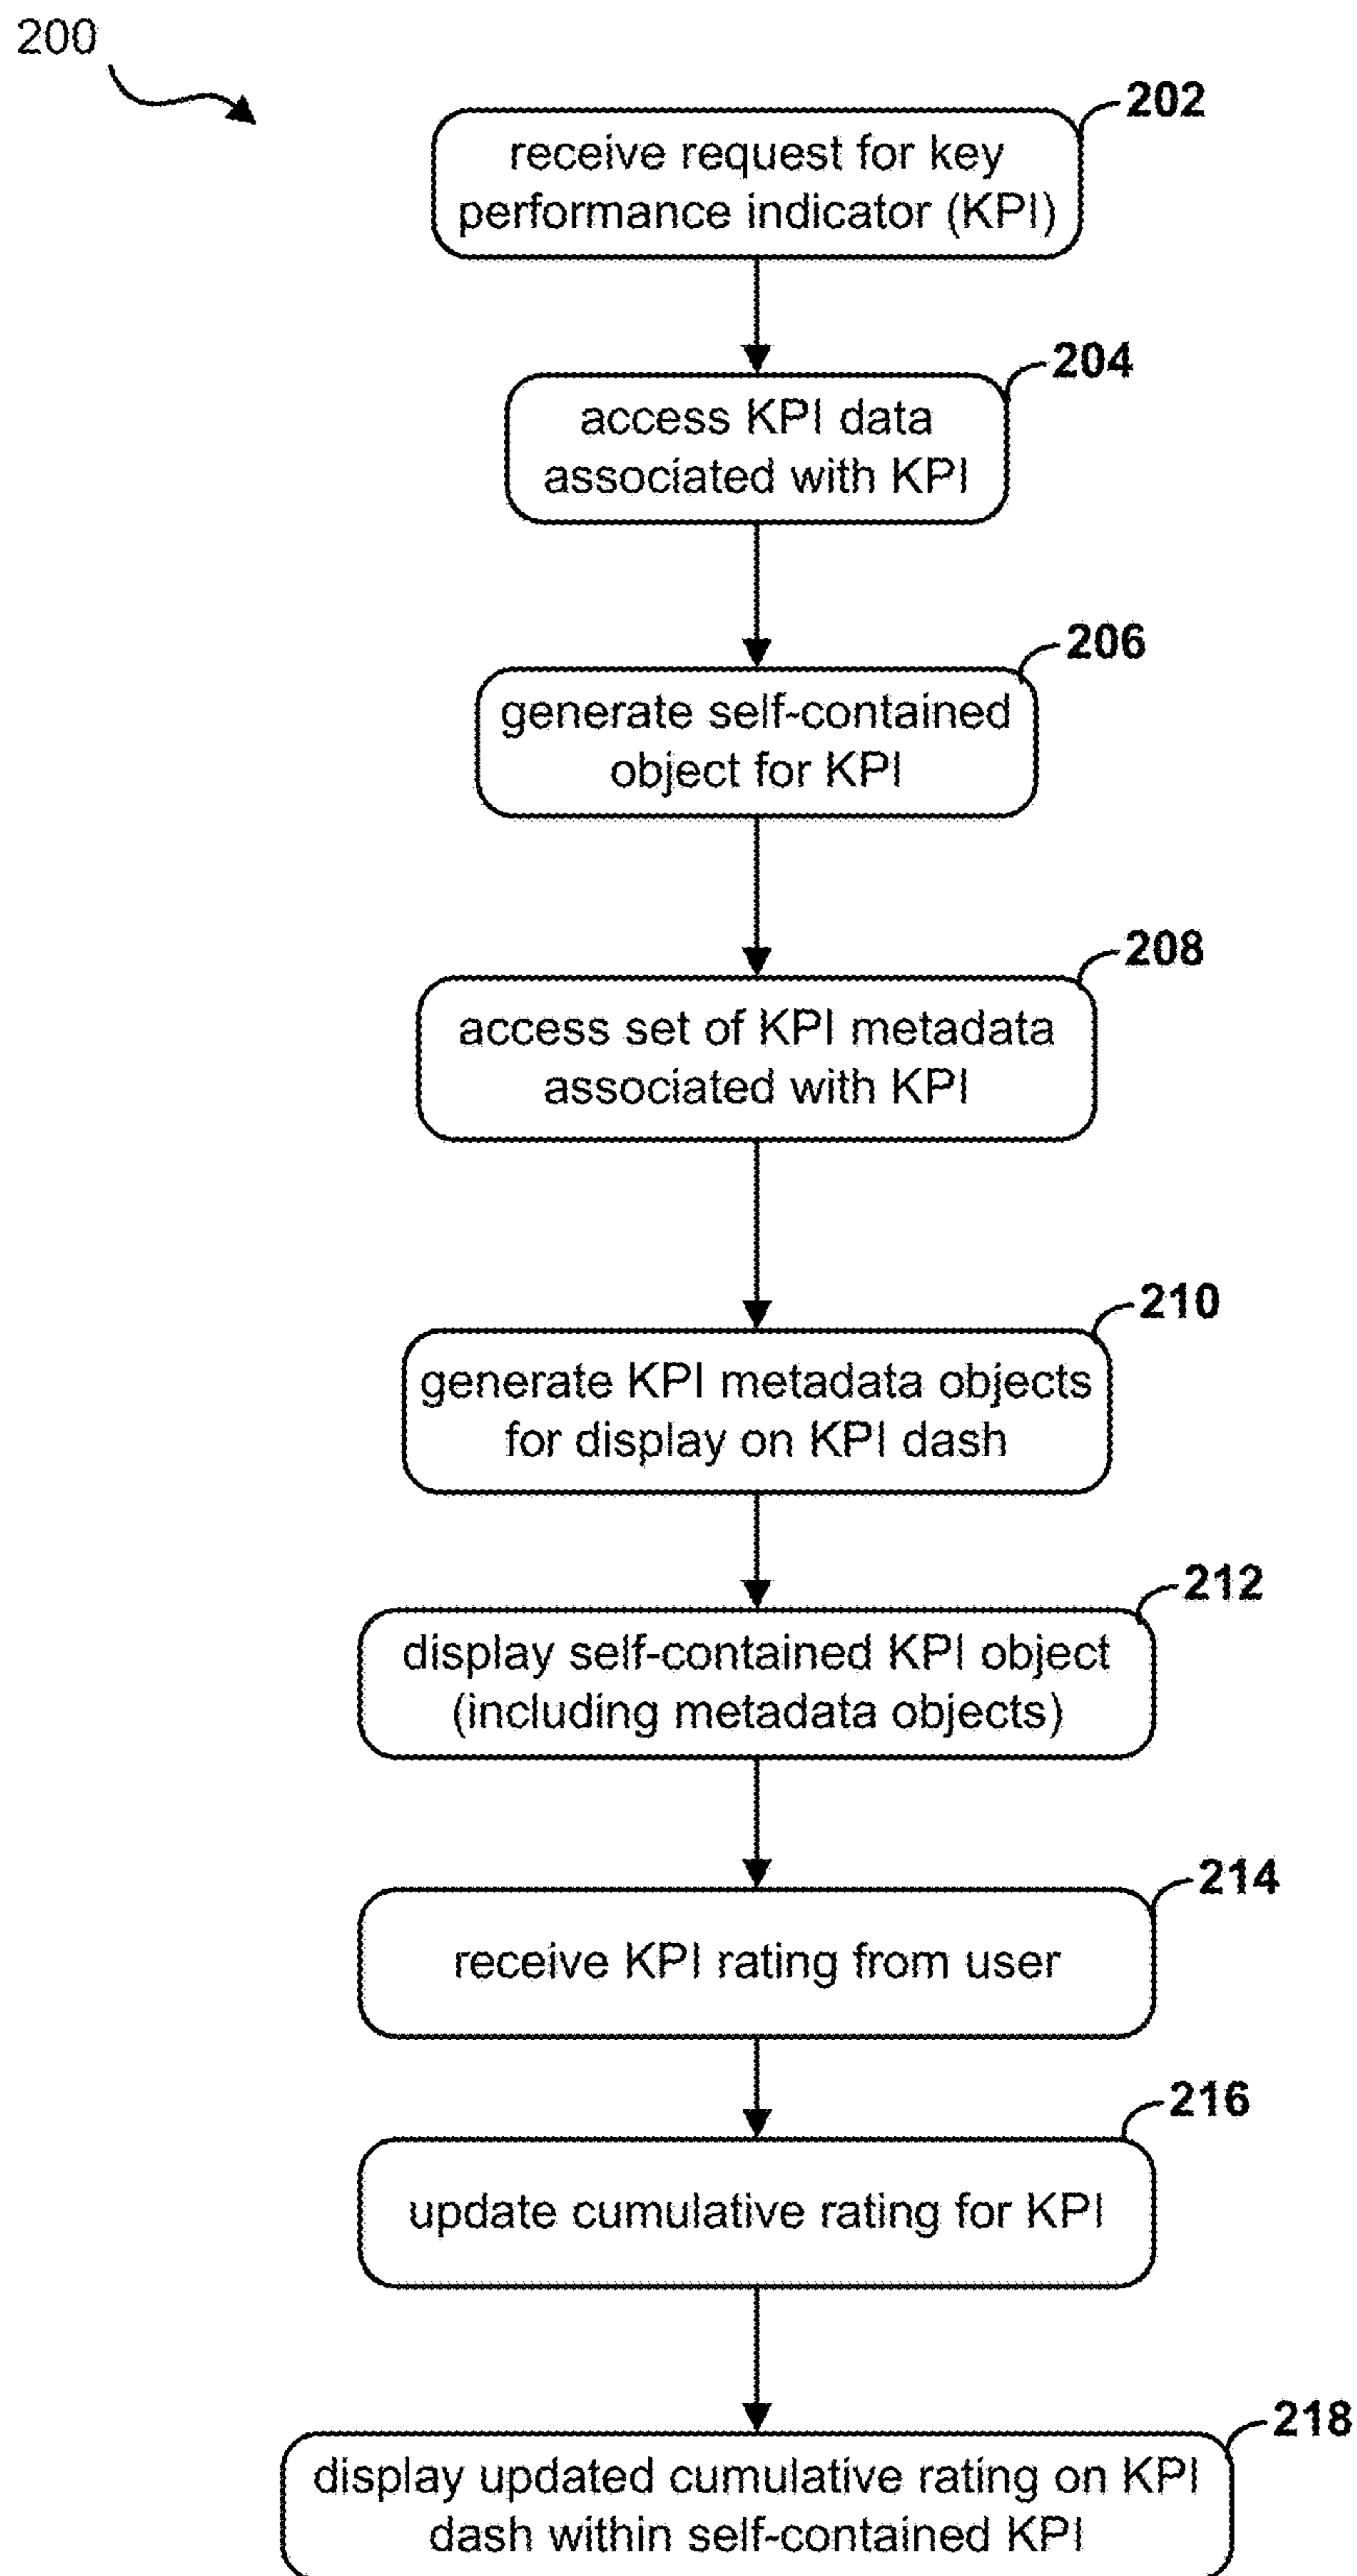 200
202
receive request for key
performance indicator (KPI)
204
access KPI data
associated with KPI
206
generate self-contained
object for KPI
208
access set of KPI metadata
associated with KPI
210
generate KPI metadata objects
for display on KPI dash
212
display self-contained KPI object
(including metadata objects)
214
receive KPI rating from user
216
update cumulative rating for KPI
218
display updated cumulative rating on KPI
dash within self-contained KPI